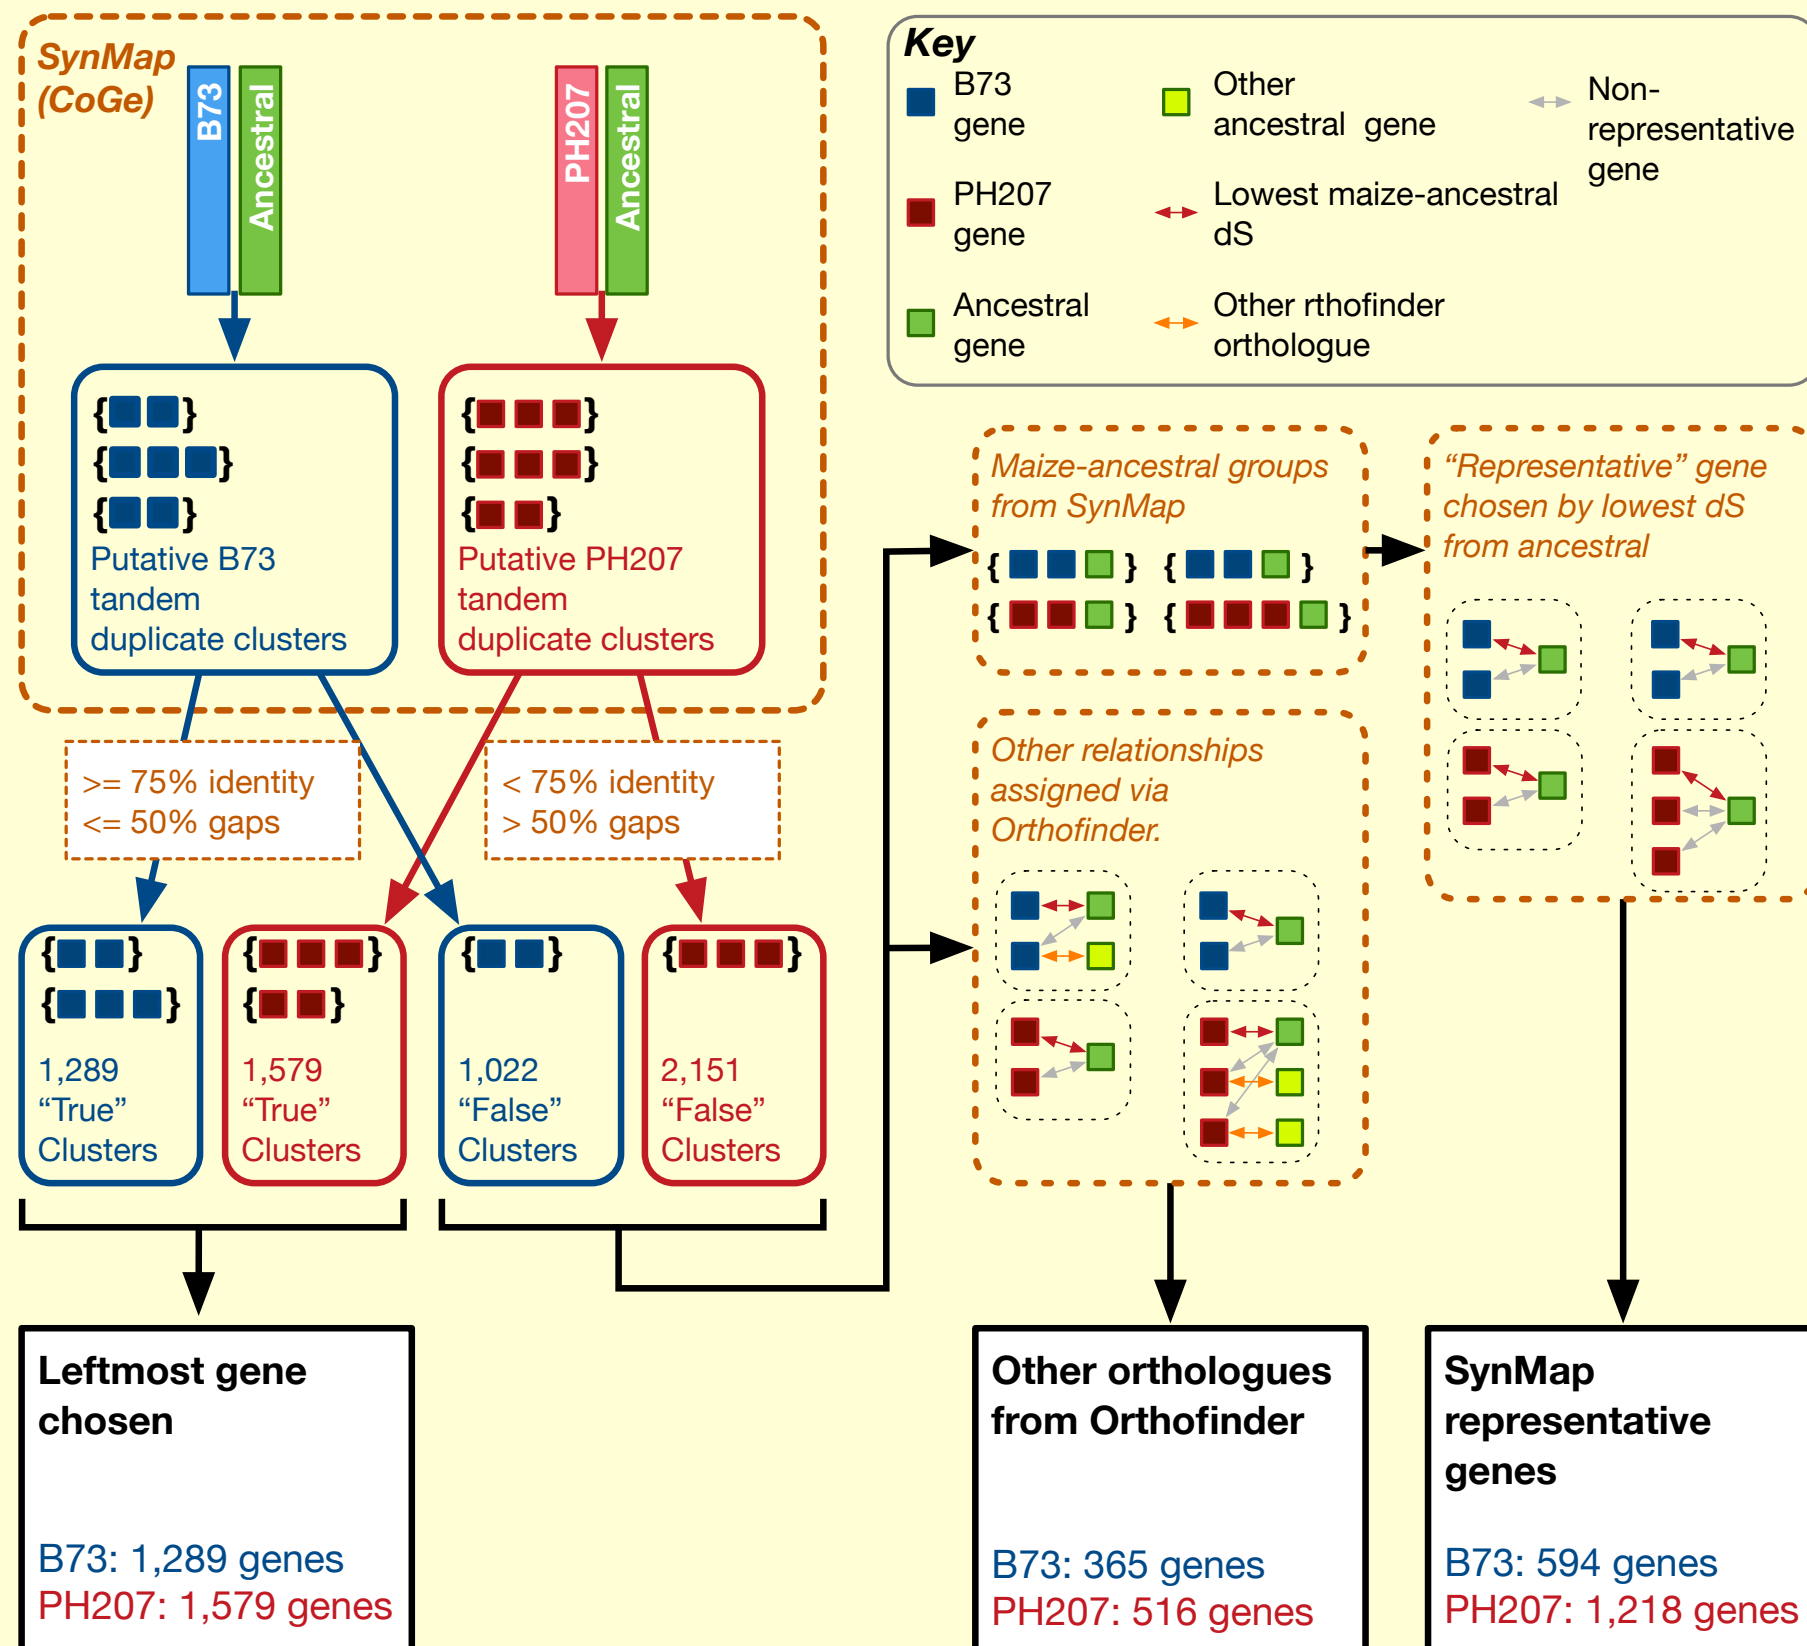 SynMap
(CoGe)
B73
Ancestral
PH207
Ancestral
Key
B73
gene
Other
ancestral gene
Non-
representative
gene
PH207
gene
Lowest maize-ancestral
dS
Ancestral
gene
Other rthofinder
orthologue
{ }
{ }
{ }
Putative B73
tandem
duplicate clusters
{ }
{ }
{ }
Putative PH207
tandem
duplicate clusters
>= 75% identity
<= 50% gaps
< 75% identity
> 50% gaps
{ }
{ }
1,289
“True”
Clusters
{ }
{ }
1,579
“True”
Clusters
{ }
1,022
“False”
Clusters
{ }
2,151
“False”
Clusters
Maize-ancestral groups
from SynMap
{ } { }
{ } { }
“Representative” gene
chosen by lowest dS
from ancestral
Other relationships
assigned via
Orthofinder.
Leftmost gene
chosen
B73: 1,289 genes
PH207: 1,579 genes
Other orthologues
from Orthofinder
B73: 365 genes
PH207: 516 genes
SynMap
representative
genes
B73: 594 genes
PH207: 1,218 genes